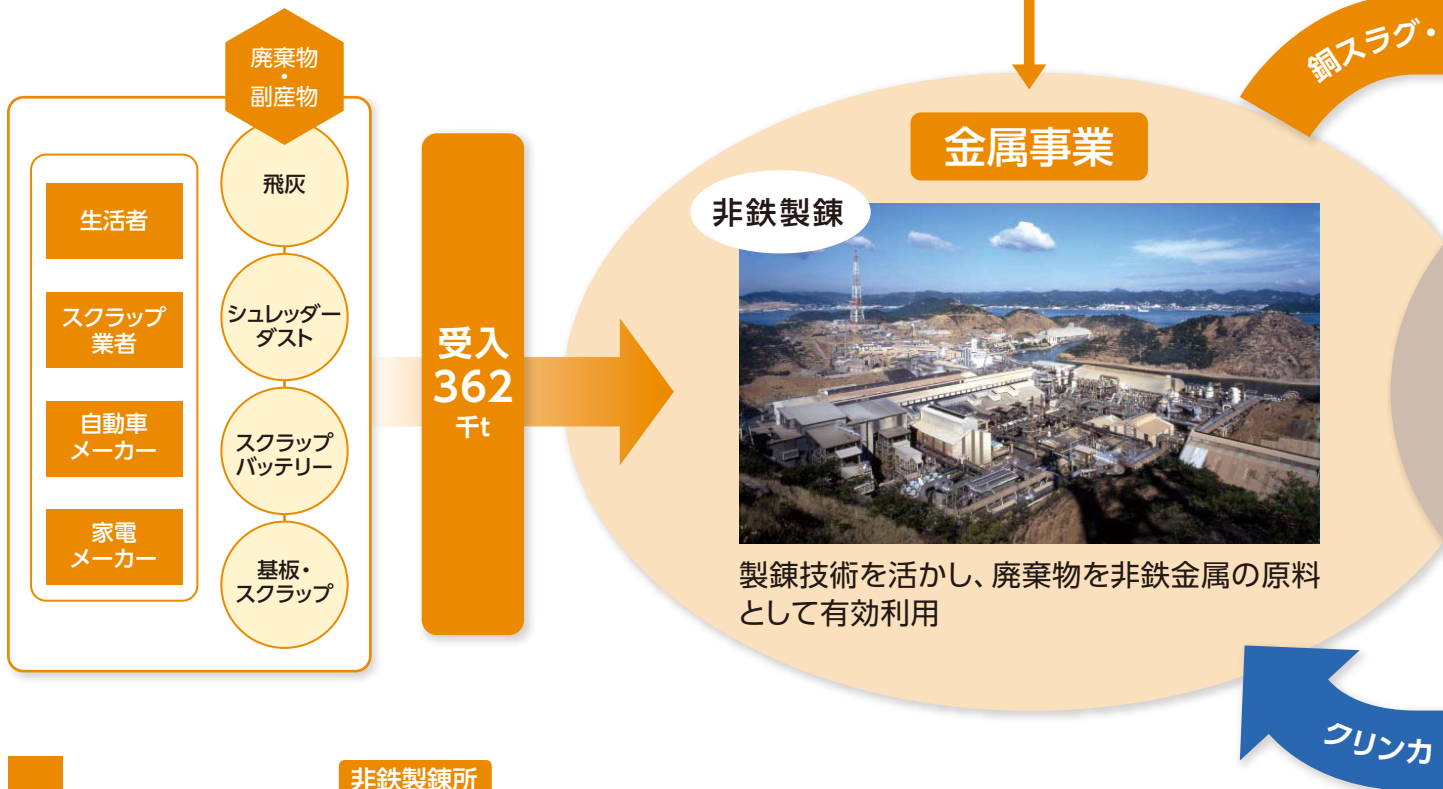 廃棄物
・
副産物
生活者
スクラップ
業者
自動車
メーカー
家電
メーカー
飛灰
シュレッダー
ダスト
スクラップ
バッテリー
基板・
スクラップ
受入
362
千t
金属事業
非鉄製錬
製錬技術を活かし、廃棄物を非鉄金属の原料
として有効利用
銅スラグ・
クリンカ
非鉄製錬所